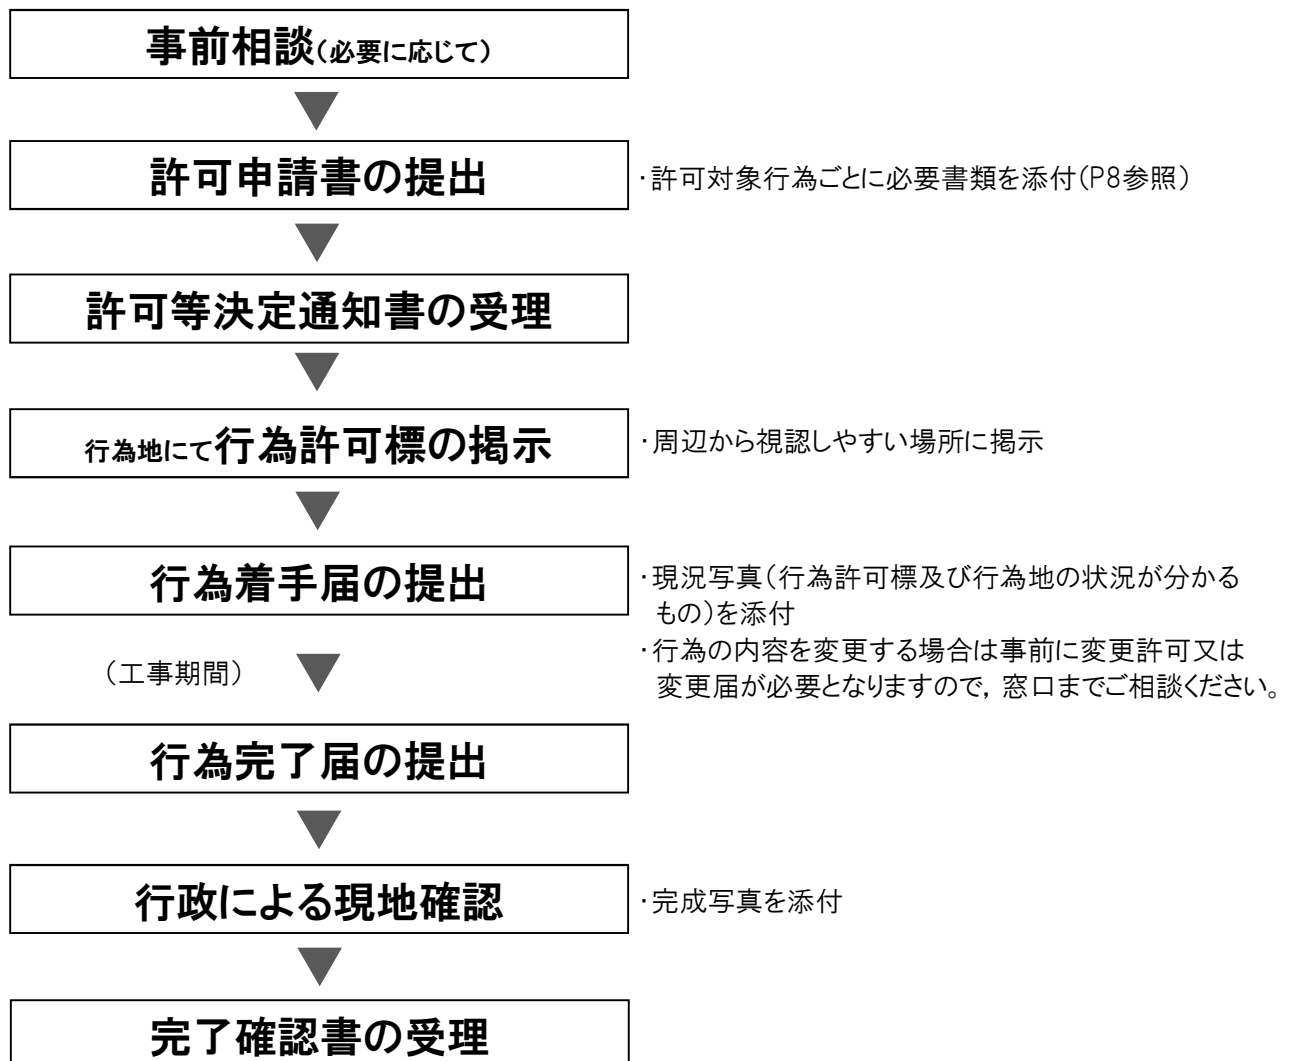 事前相談(必要に応じて)
許可申請書の提出
・許可対象行為ごとに必要書類を添付(P8参照)
許可等決定通知書の受理
行為地にて行為許可標の掲示
・周辺から視認しやすい場所に掲示
行為着手届の提出
・現況写真(行為許可標及び行為地の状況が分かる
もの)を添付
・行為の内容を変更する場合は事前に変更許可又は
変更届が必要となりますので, 窓口までご相談ください。
(工事期間)
行為完了届の提出
行政による現地確認
・完成写真を添付
完了確認書の受理